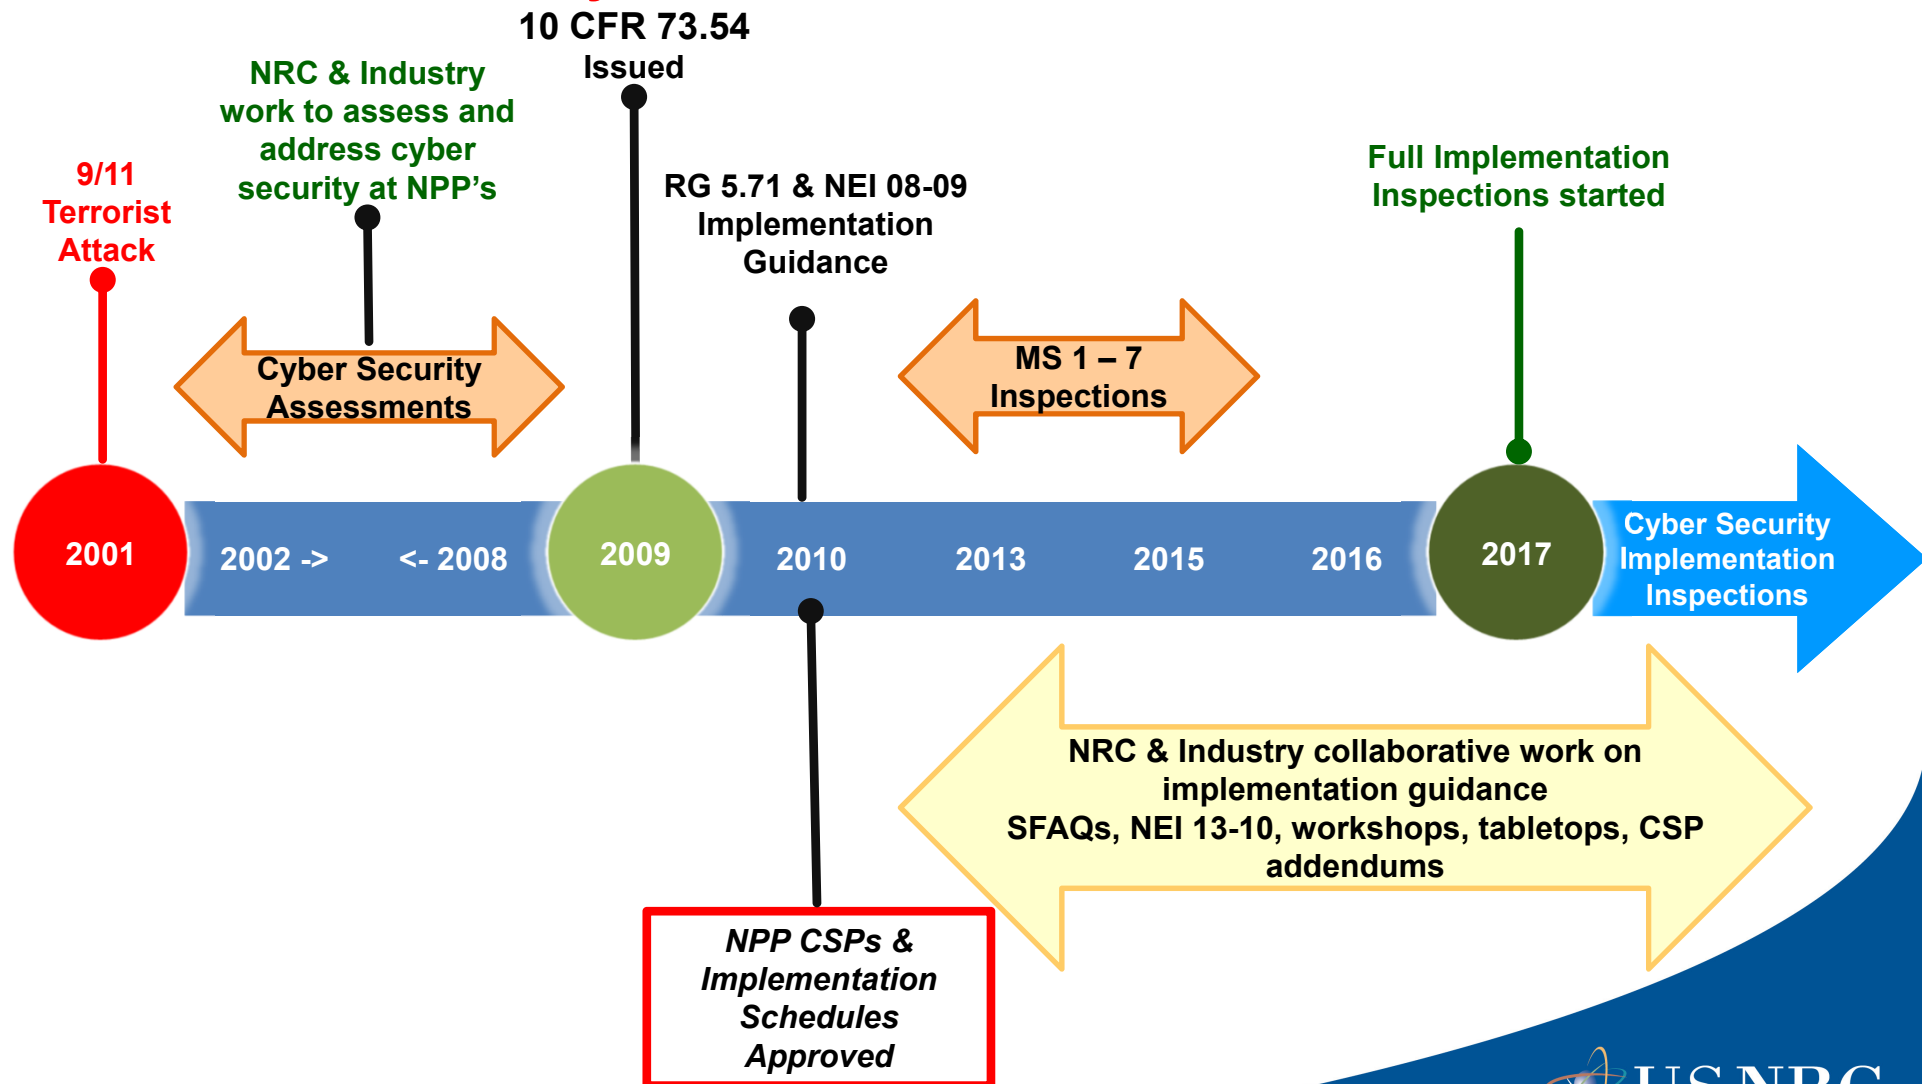 10 CFR 73.54
Issued
NRC & Industry
work to assess and
address cyber
security at NPP's
9/11
Terrorist
Attack
RG 5.71 & NEI 08-09
Implementation
Guidance
Full Implementation
Inspections started
Cyber Security
Assessments
MS 1 – 7
Inspections
2001
2002 ->
<- 2008
2009
2010
2013
2015
2016
2017
Cyber Security
Implementation
Inspections
NRC & Industry collaborative work on
implementation guidance
SFAQs, NEI 13-10, workshops, tabletops, CSP
addendums
NPP CSPs &
Implementation
Schedules
Approved
U.S.NRC